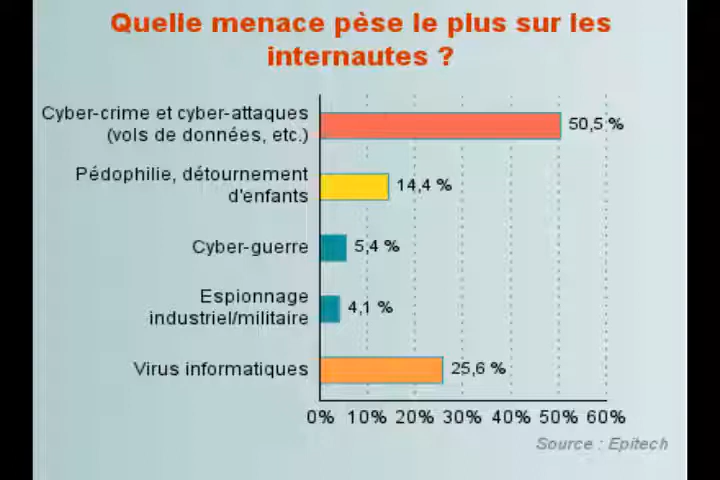 Quelle menace pèse le plus sur les
internautes ?
Cyber-crime et cyber-attaques
(vols de données, etc.)
50,5 %
Pédophilie, détournement
d'enfants
14,4 %
Cyber-guerre
5,4 %
Espionnage
industriel/militaire
4,1 %
Virus informatiques
25,6 %
0% 10% 20% 30% 40% 50% 60%
Source : Epitech